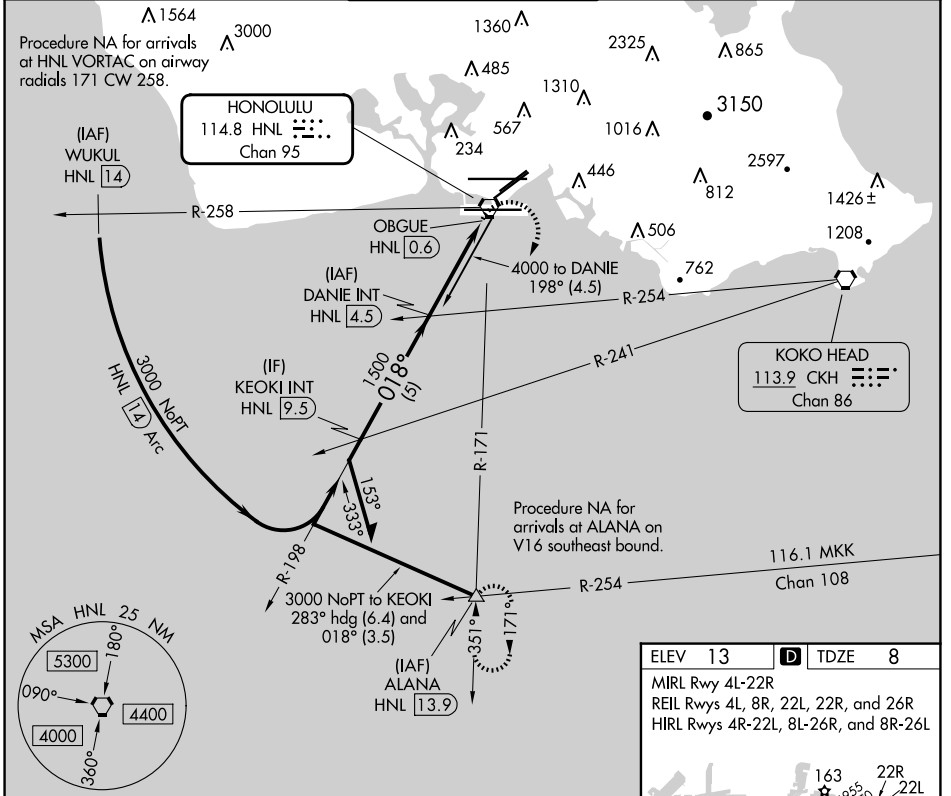 1564
3000
1360
2325
865
Procedure NA for arrivals
at HNL VORTAC on airway
radials 171 CW 258.
485
1310
3150
HONOLULU
114.8 HNL
Chan 95
567
234
1016
2597
(IAF)
WUKUL
HNL 14
446
812
1426 ±
R-258
OBGUE
HNL 0.6
506
1208
4000 to DANIE
198° (4.5)
762
(IAF)
DANIE INT
HNL 4.5
R-254
R-241
KOKO HEAD
113.9 CKH
Chan 86
1500
018°
(5)
(IF)
KEOKI INT
HNL 9.5
3000 NoPT
HNL 14 Arc
R-171
153°
333°
Procedure NA for
arrivals at ALANA on
V16 southeast bound.
R-198
116.1 MKK
Chan 108
R-254
3000 NoPT to KEOKI
283° hdg (6.4) and
018° (3.5)
351°
171°
(IAF)
ALANA
HNL 13.9
MSA HNL 25 NM
180°
5300
090°
4400
4000
360°
ELEV 13 D TDZE 8
MIRL Rwy 4L-22R
REIL Rwys 4L, 8R, 22L, 22R, and 26R
HIRL Rwys 4R-22L, 8L-26R, and 8R-26L
163
22R
22L